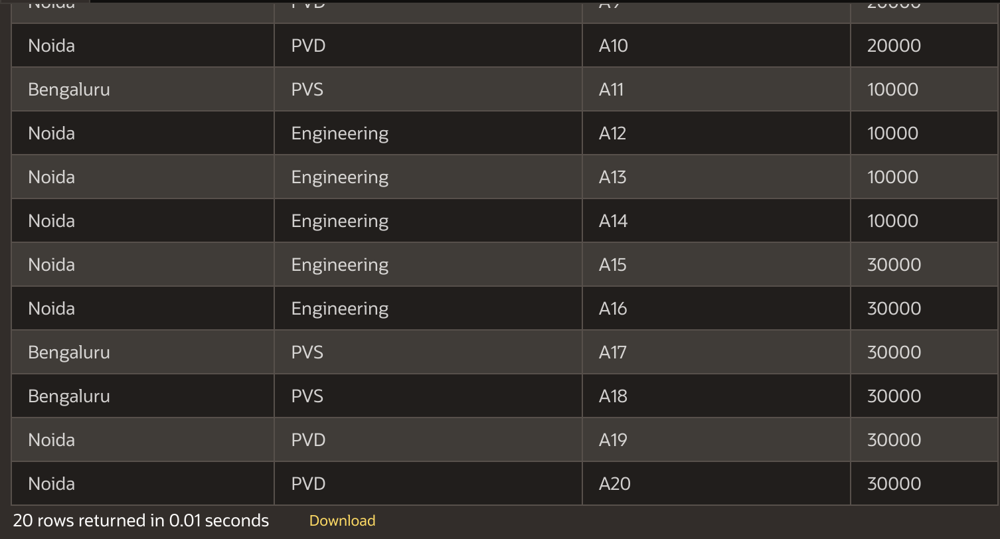 Noida PVD A9 20000
Noida PVD A10 20000
Bengaluru PVS A11 10000
Noida Engineering A12 10000
Noida Engineering A13 10000
Noida Engineering A14 10000
Noida Engineering A15 30000
Noida Engineering A16 30000
Bengaluru PVS A17 30000
Bengaluru PVS A18 30000
Noida PVD A19 30000
Noida PVD A20 30000
20 rows returned in 0.01 seconds Download